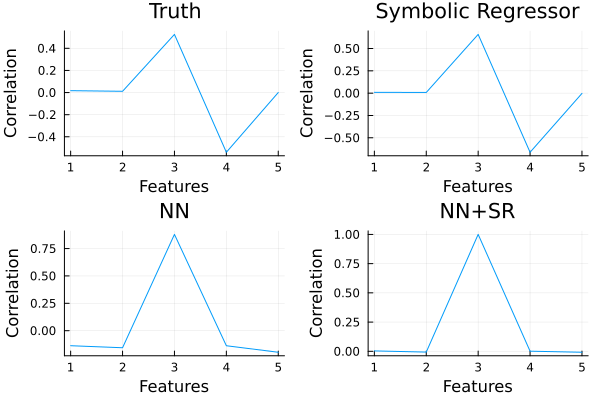 Truth
Correlation
0.4
0.2
0.0
−0.2
−0.4
1 2 3 4 5
Features
Symbolic Regressor
Correlation
0.50
0.25
0.00
−0.25
−0.50
1 2 3 4 5
Features
NN
Correlation
0.75
0.50
0.25
0.00
1 2 3 4 5
Features
NN+SR
Correlation
1.00
0.75
0.50
0.25
0.00
1 2 3 4 5
Features